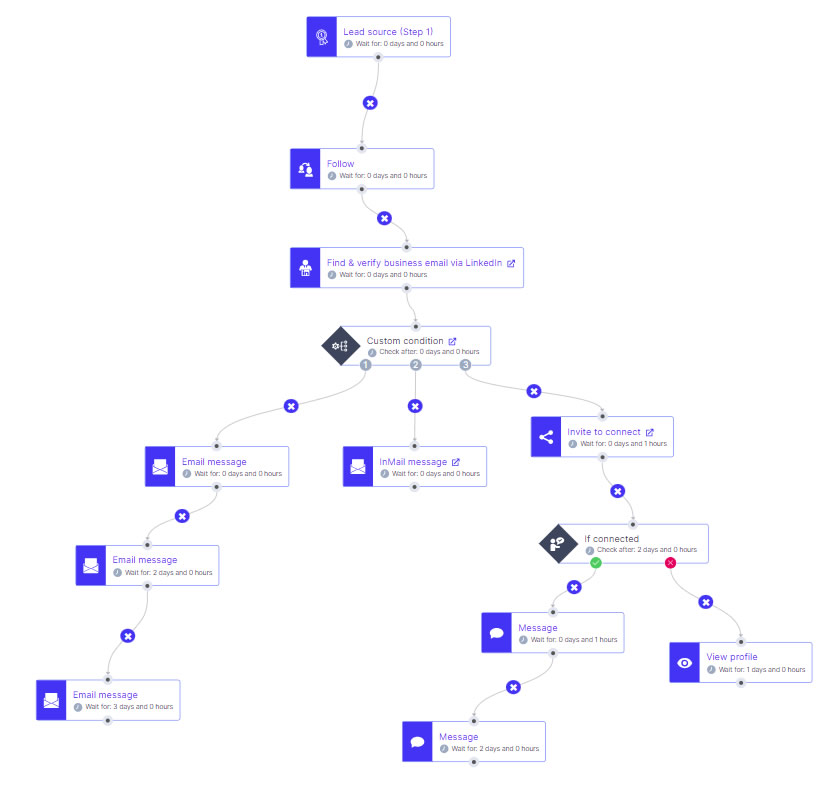 Lead source (Step 1)
Wait for: 0 days and 0 hours
Follow
Wait for: 0 days and 0 hours
Find & verify business email via LinkedIn
Wait for: 0 days and 0 hours
Custom condition
Check after: 0 days and 0 hours
1 2 3
Email message
Wait for: 0 days and 0 hours
InMail message
Wait for: 0 days and 0 hours
Invite to connect
Wait for: 0 days and 1 hours
Email message
Wait for: 2 days and 0 hours
If connected
Check after: 2 days and 0 hours
Message
Wait for: 0 days and 1 hours
View profile
Wait for: 1 days and 0 hours
Email message
Wait for: 3 days and 0 hours
Message
Wait for: 2 days and 0 hours